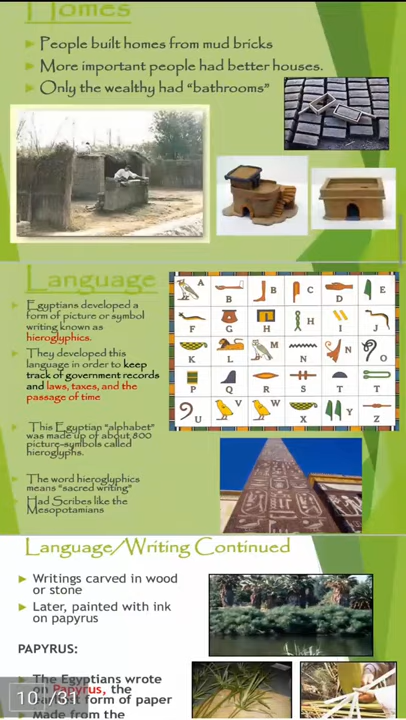 Homes
People built homes from mud bricks
More important people had better houses.
Only the wealthy had “bathrooms”
Language
Egyptians developed a
form of picture or symbol
writing known as
hieroglyphics.
They developed this
language in order to keep
track of government records
and laws, taxes, and the
passage of time
This Egyptian “alphabet”
was made up of about 800
picture-symbols called
hieroglyphs.
The word hieroglyphics
means “sacred writing”
Had Scribes like the
Mesopotamians
A B C D E
F G H H I J
K L M N N O
P Q R S T T
U V W X Y Z
Language/Writing Continued
Writings carved in wood
or stone
Later, painted with ink
on papyrus
PAPYRUS:
The Egyptians wrote
on Papyrus, the
earliest form of paper
Made from the
10 / 31